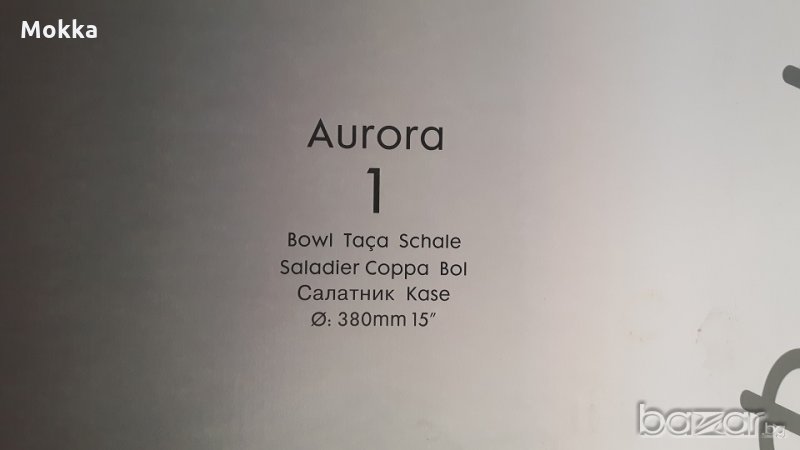 Mokka
Aurora
1
Bowl Taça Schale
Saladier Coppa Bol
Салатник Kase
Ø: 380mm 15"
bazar.bg